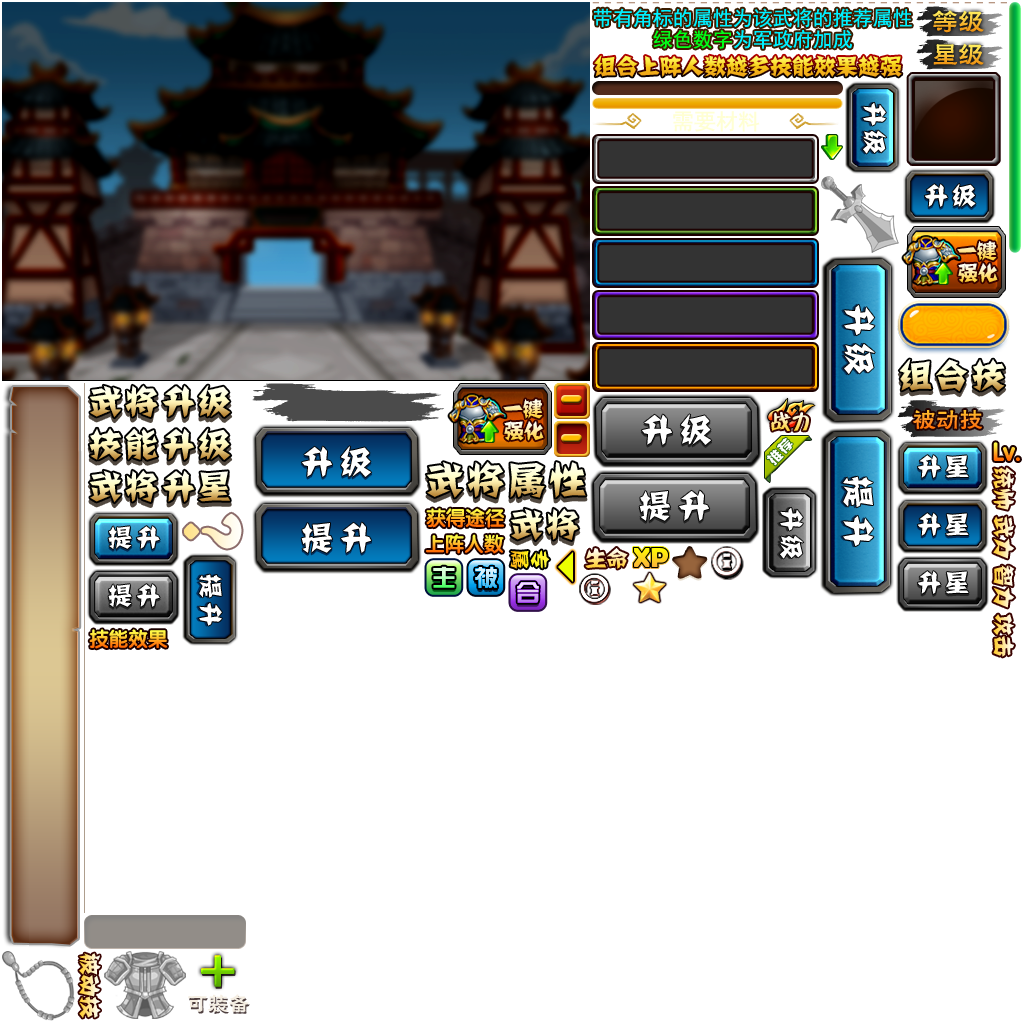 带有角标的属性为该武将的推荐属性
绿色数字为军政府加成
组合上阵人数越多技能效果越强
等级
星级
需要材料
升级
升级
一键
强化
升级
组合技
被动技
武将升级
技能升级
武将升星
升级
提升
一键
强化
武将属性
获得途径
上阵人数
武将
升级
提升
战力
推荐
升级
提升
升星
升星
升星
Lv.
统帅 武力 智力 攻击
提升
提升
提升
技能效果
主
被
合
生命
XP
被动技
可装备